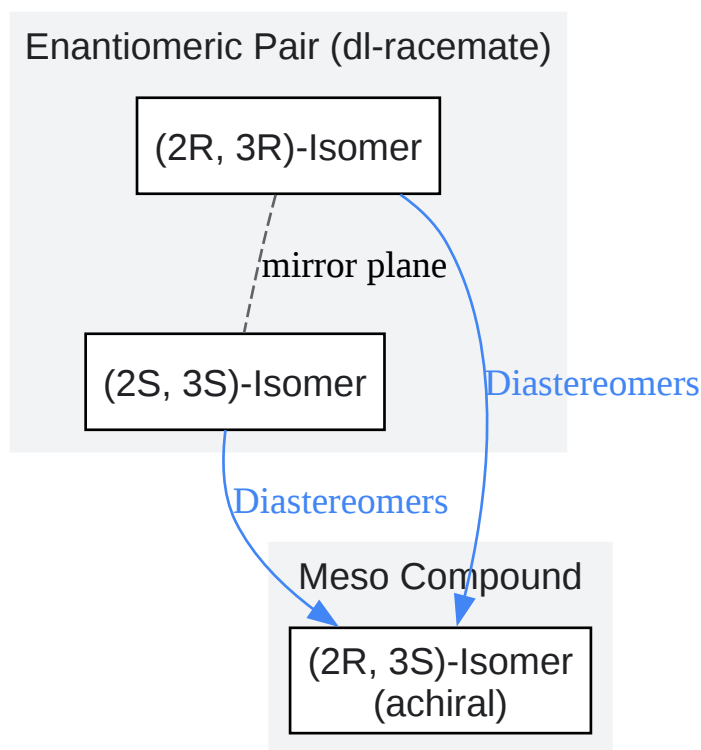 Enantiomeric Pair (dl-racemate)
(2R, 3R)-Isomer
mirror plane
(2S, 3S)-Isomer
Diastereomers
Diastereomers
Meso Compound
(2R, 3S)-Isomer
(achiral)